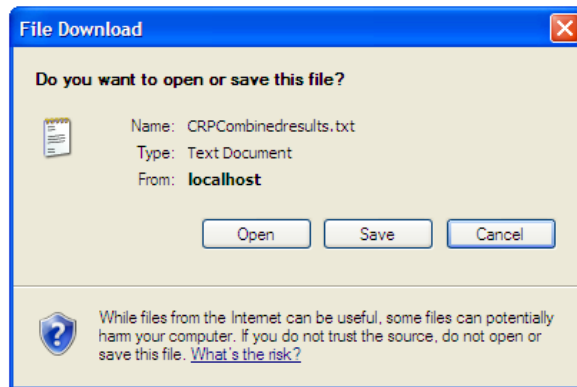 File Download
Do you want to open or save this file?
Name: CRPCombinedresults.txt
Type: Text Document
From: localhost
Open Save Cancel
While files from the Internet can be useful, some files can potentially
harm your computer. If you do not trust the source, do not open or
save this file. What's the risk?